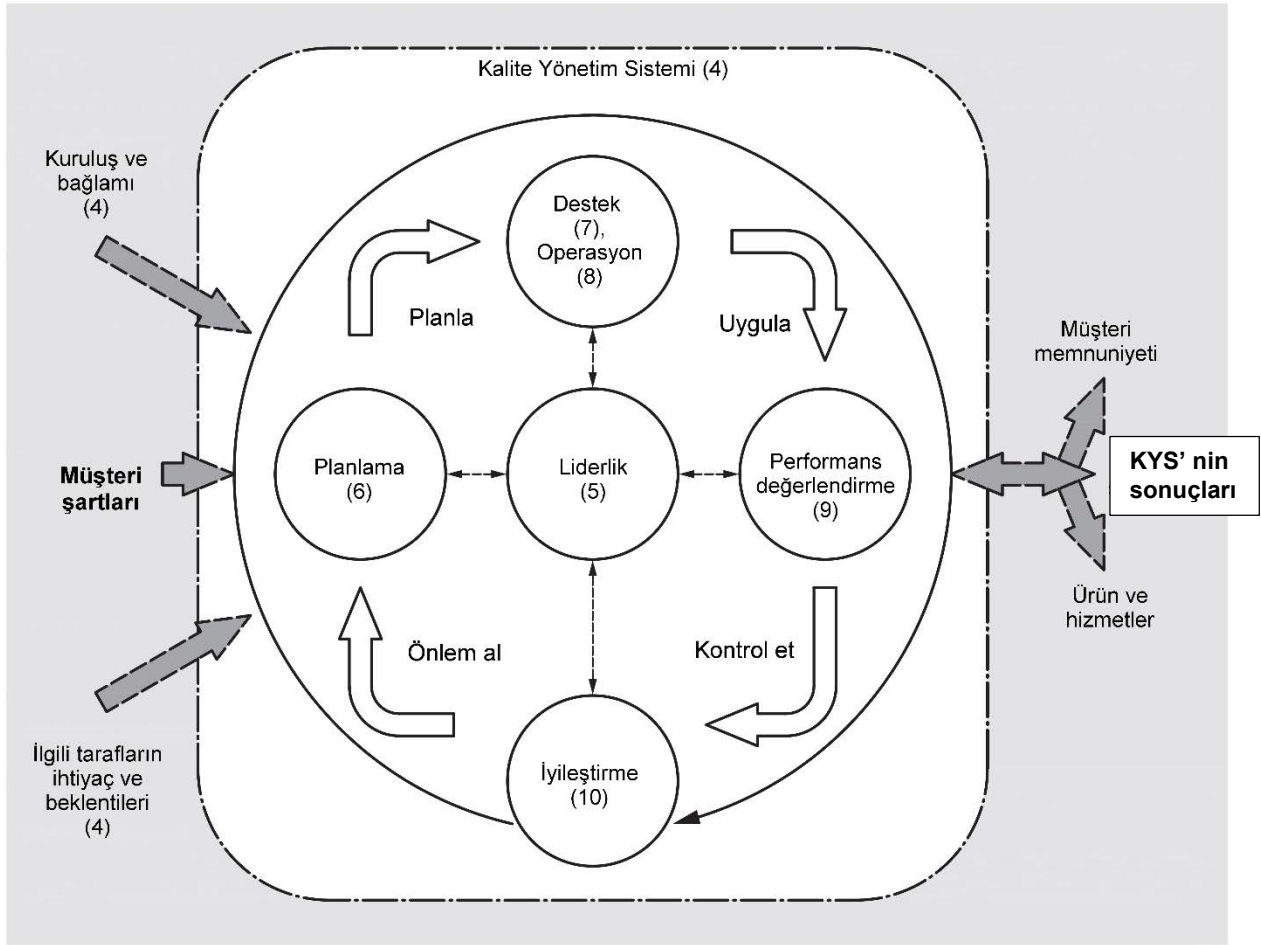 Kalite Yönetim Sistemi (4)
Kuruluş ve
bağlamı
(4)
Destek
(7),
Operasyon
(8)
Planla
Uygula
Müşteri
memnuniyeti
Müşteri
şartları
Planlama
(6)
Liderlik
(5)
Performans
değerlendirme
(9)
KYS’ nin
sonuçları
Ürün ve
hizmetler
Önlem al
Kontrol et
İlgili tarafların
ihtiyaç ve
beklentileri
(4)
İyileştirme
(10)